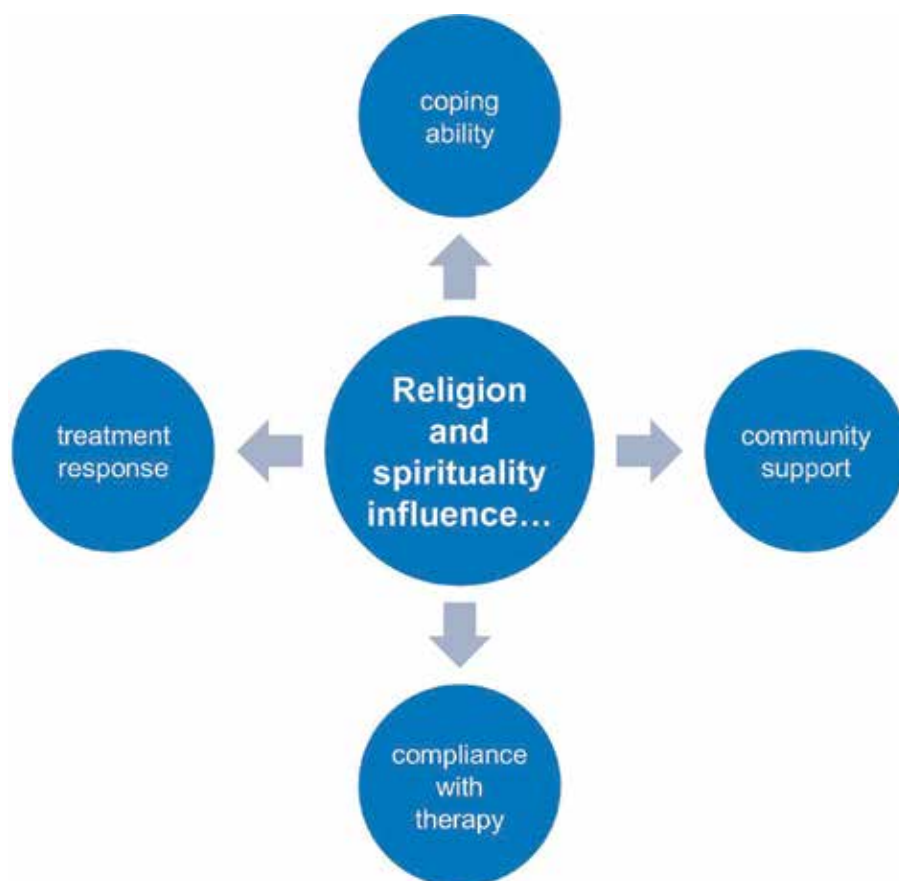 coping
ability
treatment
response
Religion
and
spirituality
influence…
community
support
compliance
with
therapy